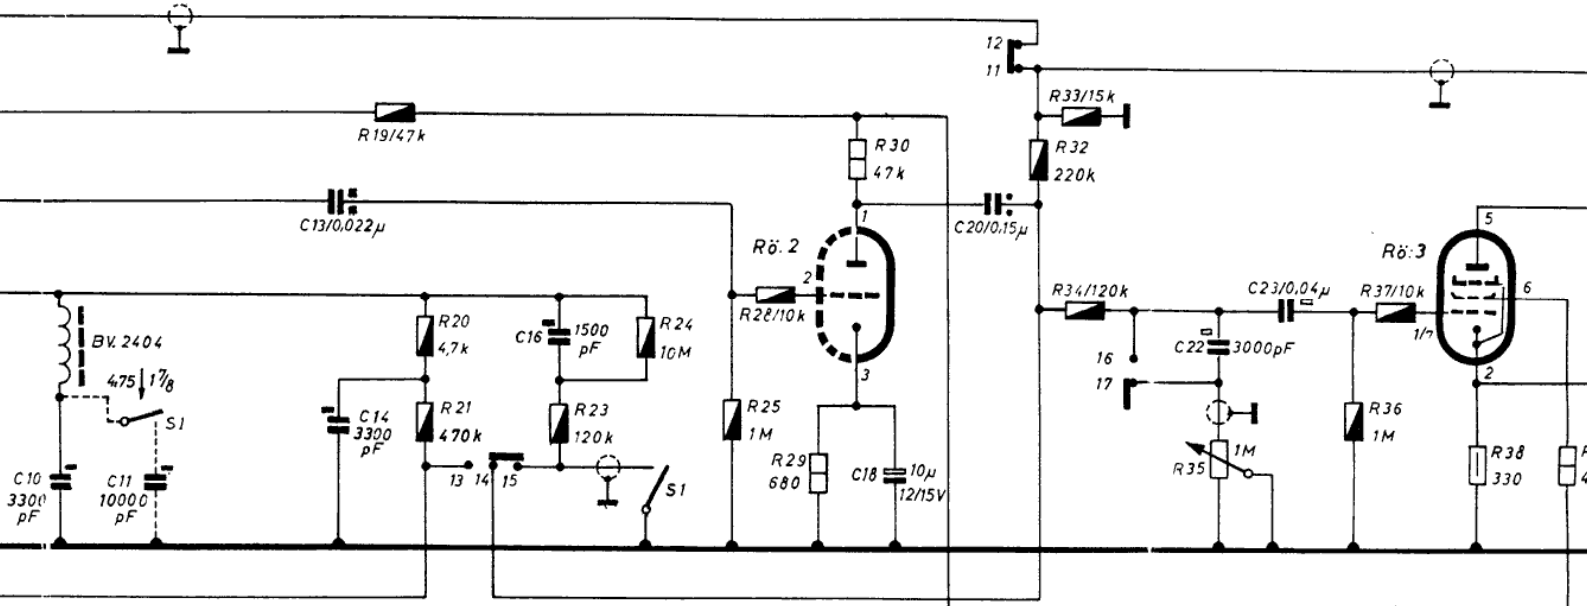 12
11
R33/15k
R19/47k
R30
47k
R32
220k
C13/0,022µ
1
C20/0,15µ
5
Rö.2
Rö:3
2
R28/10k
R34/120k
C23/0,04µ
R37/10k
6
1/7
R20
4,7k
C16
1500
pF
R24
10M
BV. 2404
4,75
1⅞
S1
C22
3000pF
16
17
3
2
C14
3300
pF
R21
470k
R23
120k
R25
1M
R36
1M
R29
680
C18
10µ
12/15V
R35
1M
R38
330
13
14
15
S1
C10
3300
pF
C11
10000
pF
4